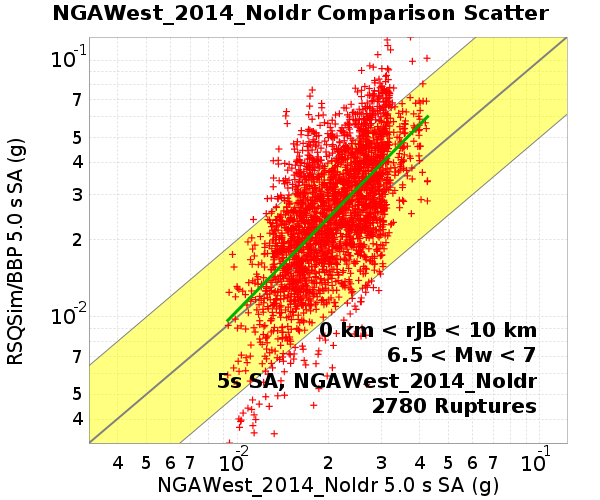 NGAWest_2014_NoIdr Comparison Scatter
RSQSim/BBP 5.0 s SA (g)
10-1
7
5
4
3
2
10-2
7
5
4
0 km < rJB < 10 km
6.5 < Mw < 7
5s SA, NGAWest_2014_NoIdr
2780 Ruptures
4 5 6 7 10-2 2 3 4 5 6 7 10-1
NGAWest_2014_NoIdr 5.0 s SA (g)